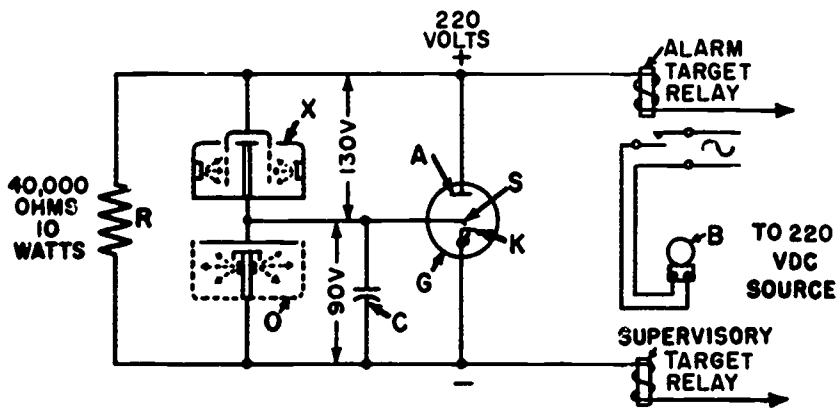 220
VOLTS
+
ALARM
TARGET
RELAY
X
130V
A
S
40,000
OHMS
10
WATTS
R
K
B
TO 220
VDC
SOURCE
90V
G
O
C
SUPERVISORY
TARGET
RELAY
−